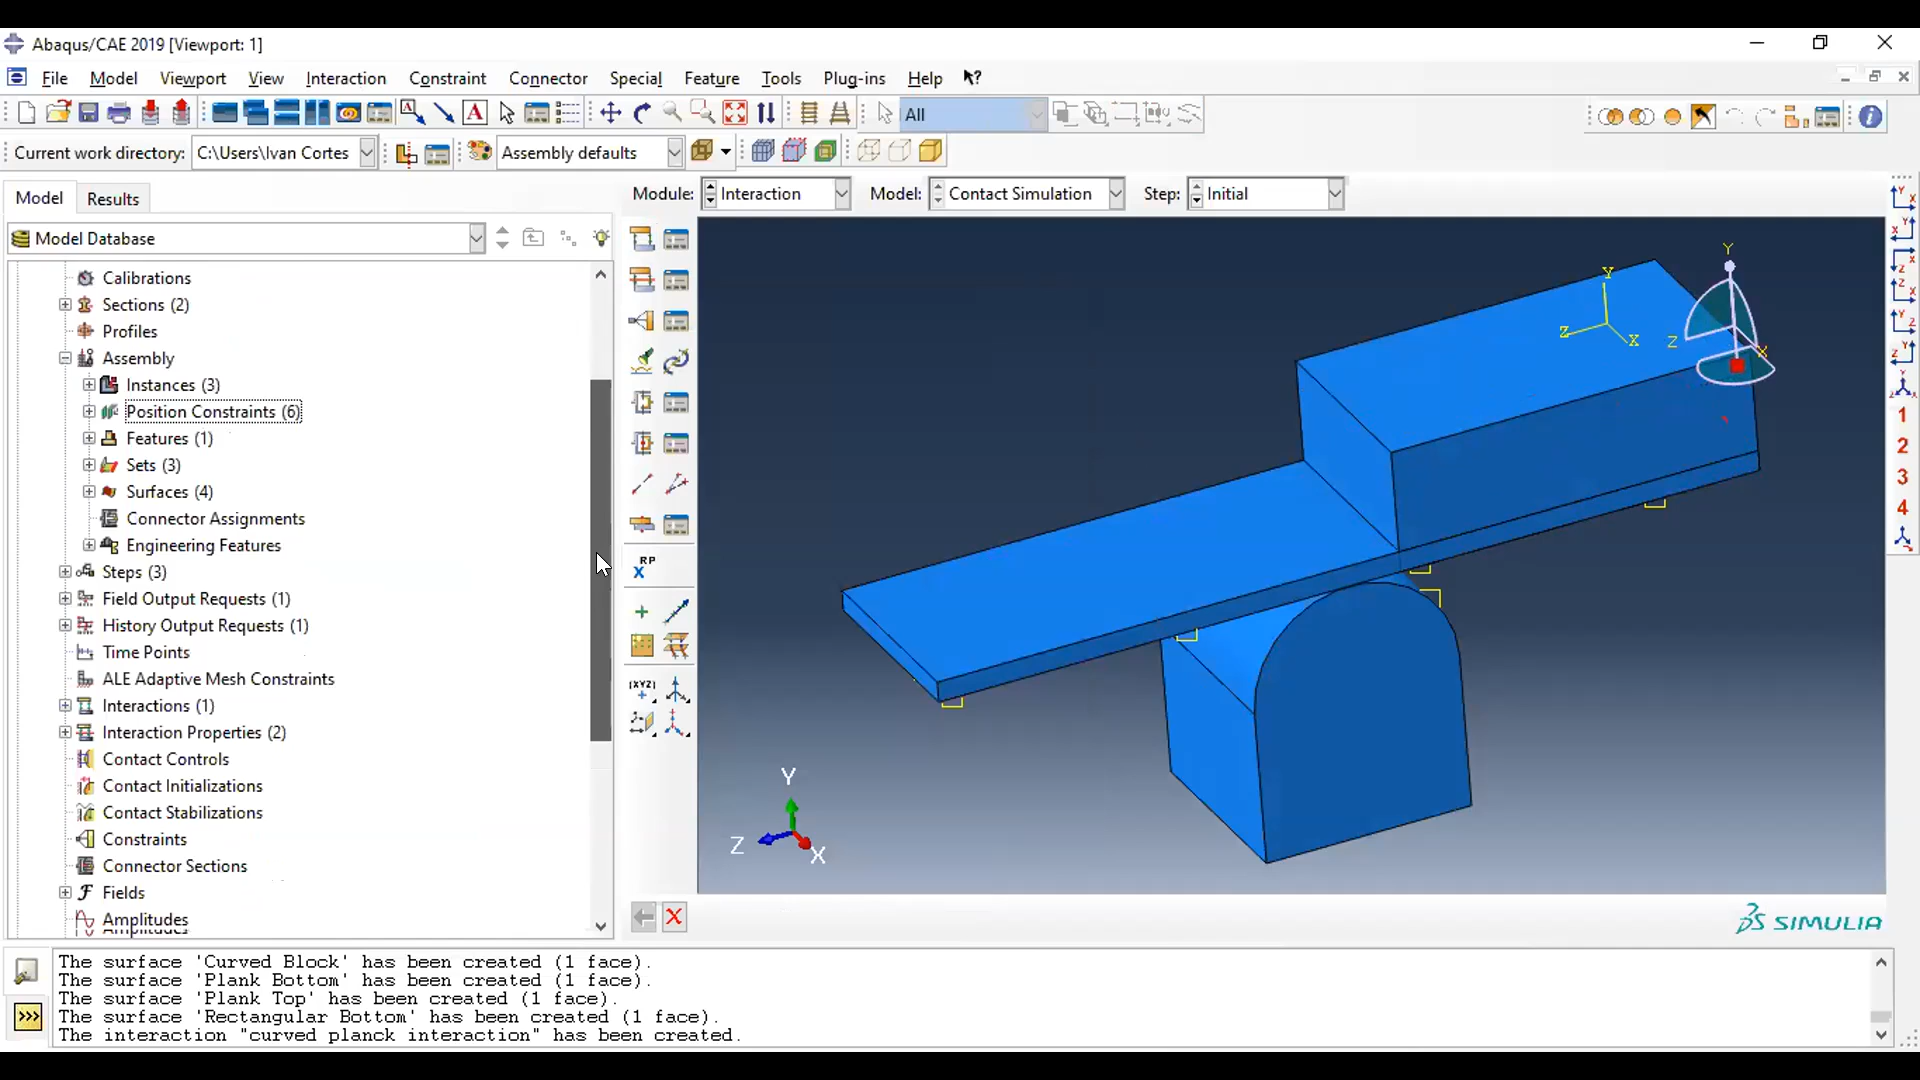 Abaqus/CAE 2019 [Viewport: 1]
File Model Viewport View Interaction Constraint Connector Special Feature Tools Plug-ins Help
All
Current work directory: C:\Users\Ivan Cortes
Assembly defaults
Model Results
Module: Interaction Model: Contact Simulation Step: Initial
Model Database
Calibrations
Sections (2)
Profiles
Assembly
Instances (3)
Position Constraints (6)
Features (1)
Sets (3)
Surfaces (4)
Connector Assignments
Engineering Features
Steps (3)
Field Output Requests (1)
History Output Requests (1)
Time Points
ALE Adaptive Mesh Constraints
Interactions (1)
Interaction Properties (2)
Contact Controls
Contact Initializations
Contact Stabilizations
Constraints
Connector Sections
Fields
Amplitudes
RP
(XYZ)
Y
Z
X
Y
Z
X
Y
Z
X
1
2
3
4
SIMULIA
The surface 'Curved Block' has been created (1 face).
The surface 'Plank Bottom' has been created (1 face).
The surface 'Plank Top' has been created (1 face).
The surface 'Rectangular Bottom' has been created (1 face).
The interaction "curved planck interaction" has been created.